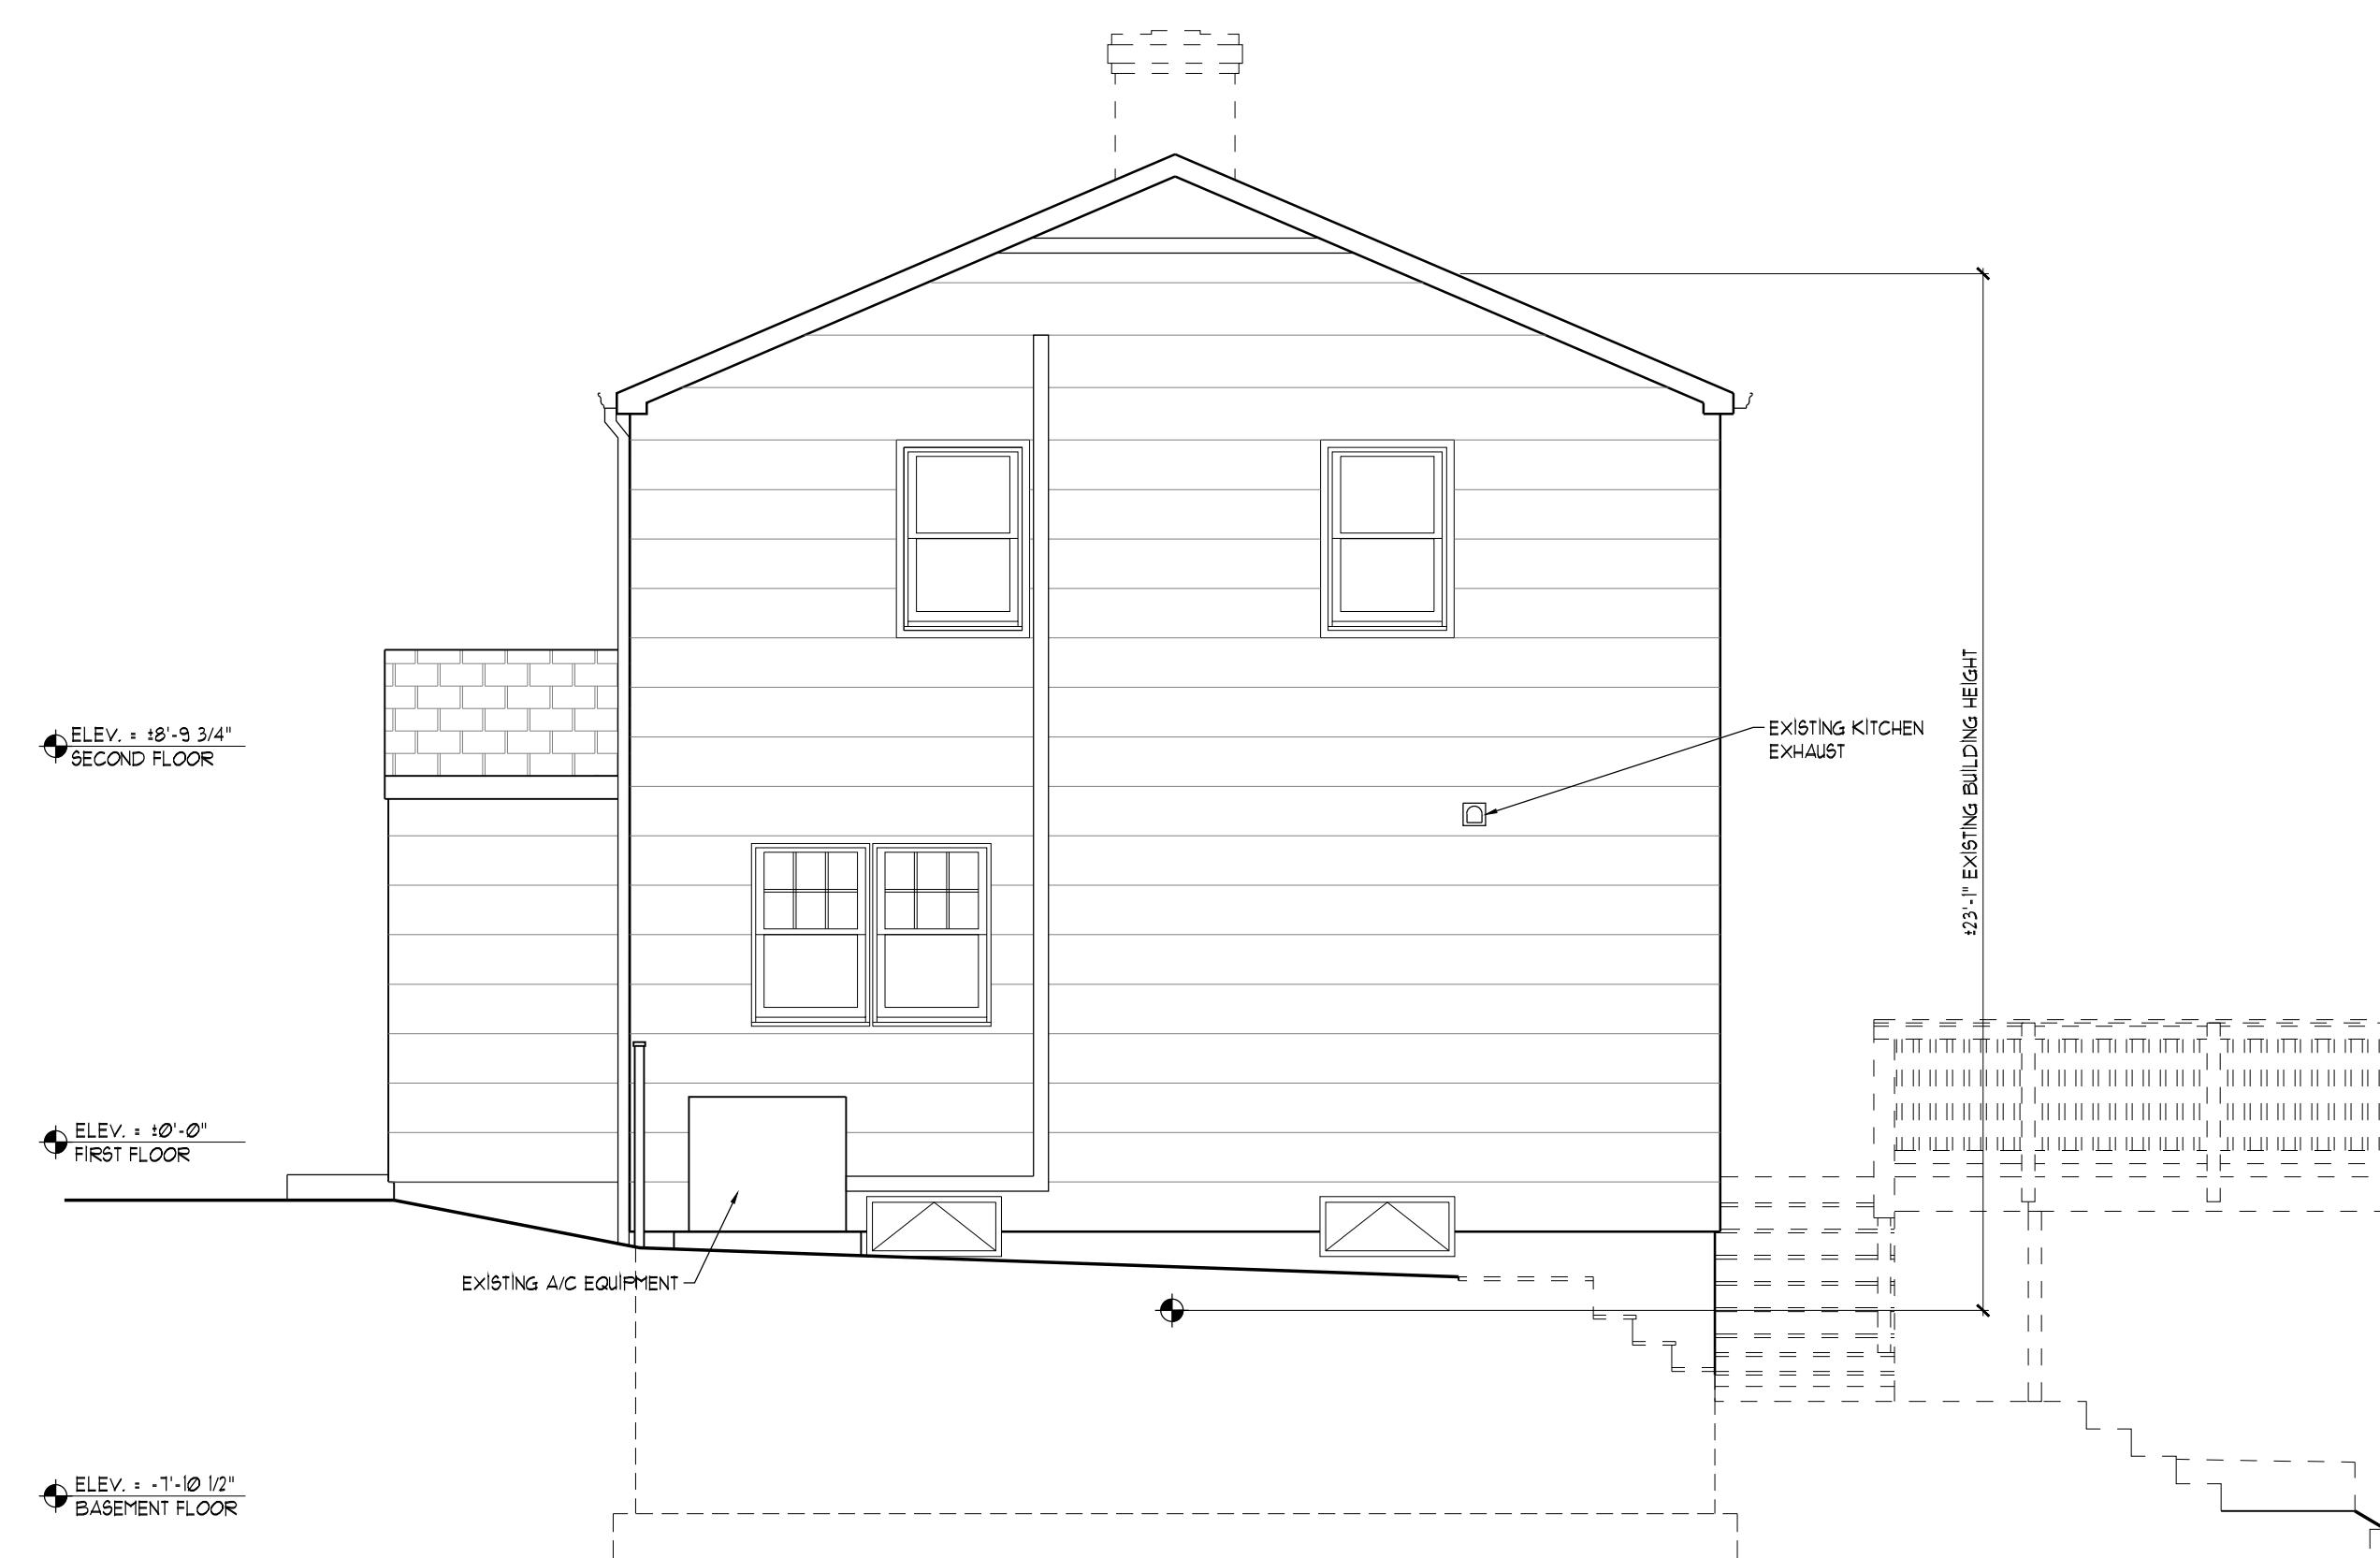 ELEV. = ±8'-9 3/4"
SECOND FLOOR
EXISTING KITCHEN
EXHAUST
±23'-1" EXISTING BUILDING HEIGHT
ELEV. = ±0'-0"
FIRST FLOOR
EXISTING A/C EQUIPMENT
ELEV. = -7'-10 1/2"
BASEMENT FLOOR